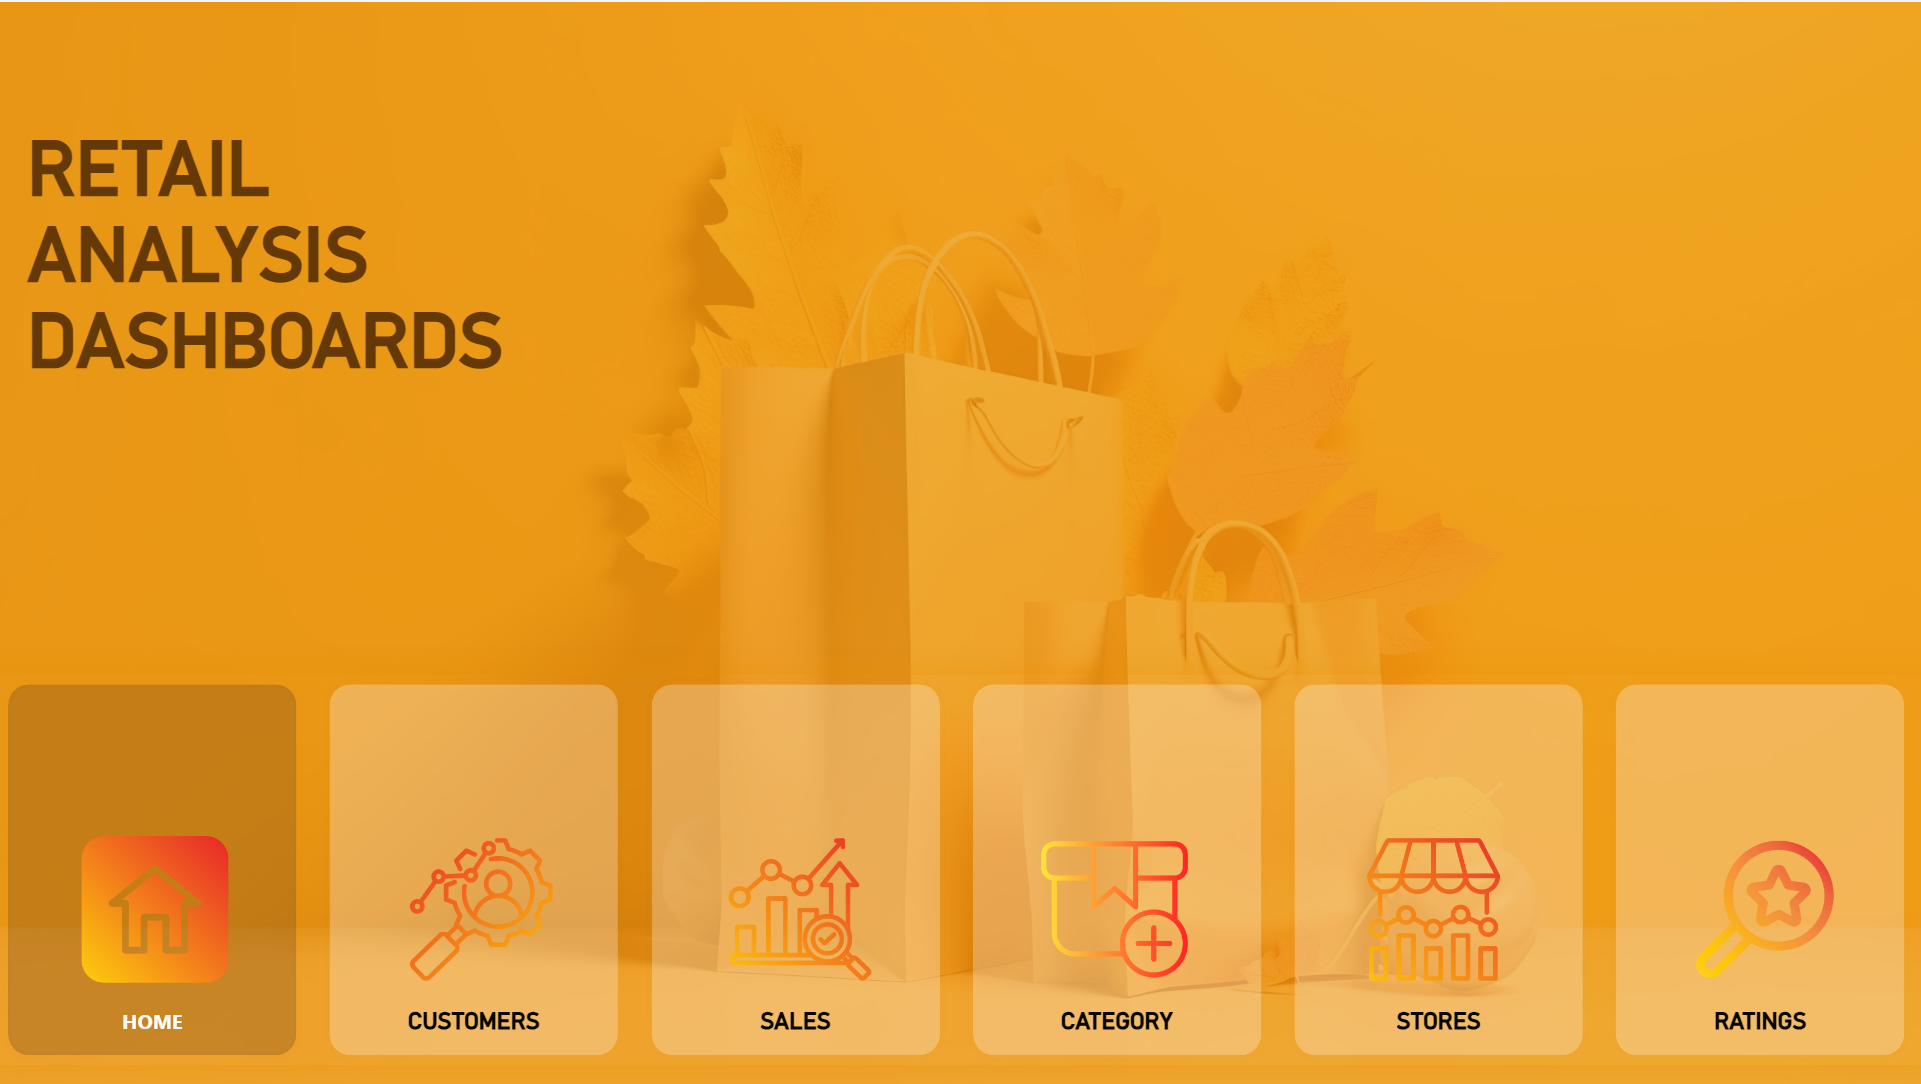 RETAIL
ANALYSIS
DASHBOARDS
HOME
CUSTOMERS
SALES
CATEGORY
STORES
RATINGS